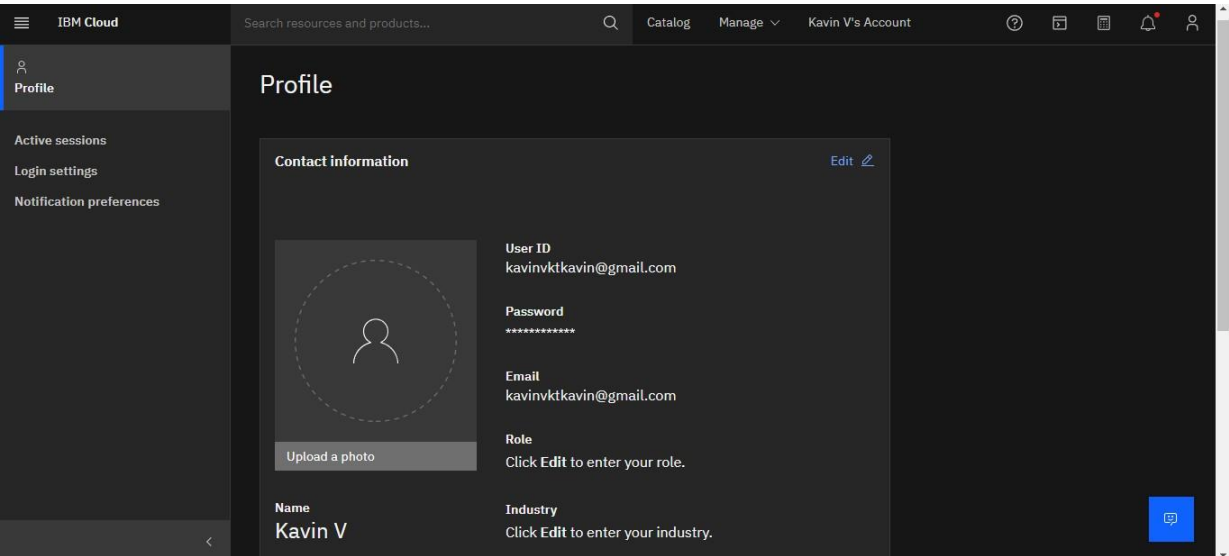 IBM Cloud
Search resources and products...
Catalog
Manage
Kavin V's Account
Profile
Active sessions
Login settings
Notification preferences
Profile
Contact information
Edit
Upload a photo
Name
Kavin V
User ID
kavinvktkavin@gmail.com
Password
************
Email
kavinvktkavin@gmail.com
Role
Click Edit to enter your role.
Industry
Click Edit to enter your industry.